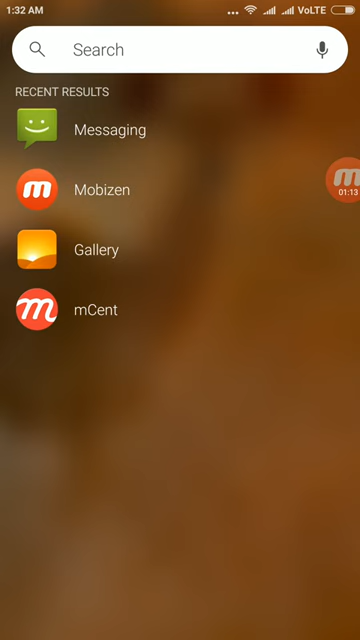 1:32 AM ... VoLTE
Search
RECENT RESULTS
Messaging
m Mobizen
m
01:13
Gallery
m mCent